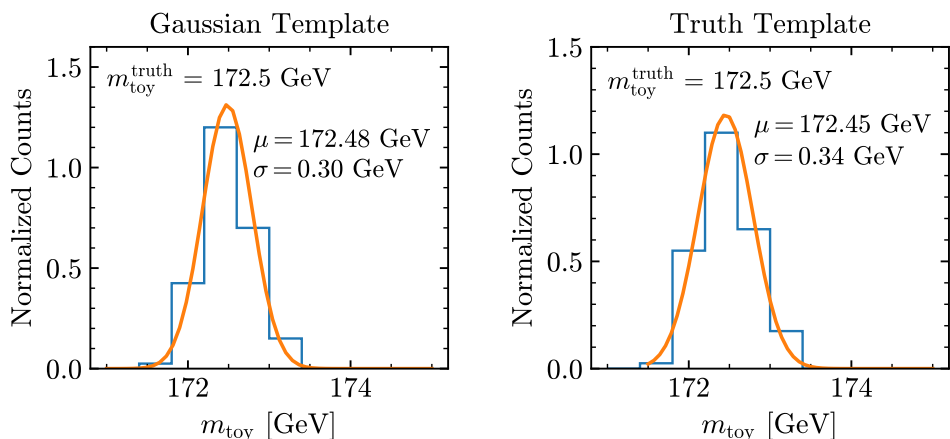 Gaussian Template
Normalized Counts
1.5
1.0
0.5
0.0
m_toy^truth = 172.5 GeV
μ = 172.48 GeV
σ = 0.30 GeV
172 174
m_toy [GeV]
Truth Template
Normalized Counts
1.5
1.0
0.5
0.0
m_toy^truth = 172.5 GeV
μ = 172.45 GeV
σ = 0.34 GeV
172 174
m_toy [GeV]